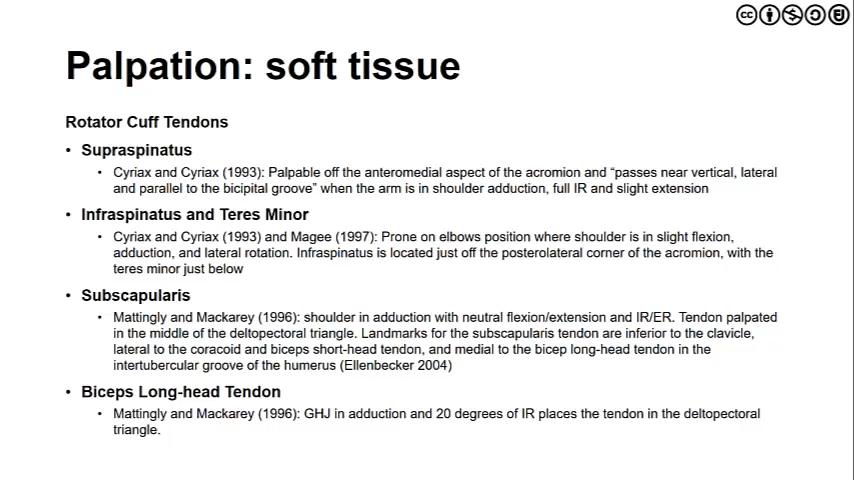 Palpation: soft tissue
Rotator Cuff Tendons
• Supraspinatus
• Cyriax and Cyriax (1993): Palpable off the anteromedial aspect of the acromion and “passes near vertical, lateral
and parallel to the bicipital groove” when the arm is in shoulder adduction, full IR and slight extension
• Infraspinatus and Teres Minor
• Cyriax and Cyriax (1993) and Magee (1997): Prone on elbows position where shoulder is in slight flexion,
adduction, and lateral rotation. Infraspinatus is located just off the posterolateral corner of the acromion, with the
teres minor just below
• Subscapularis
• Mattingly and Mackarey (1996): shoulder in adduction with neutral flexion/extension and IR/ER. Tendon palpated
in the middle of the deltopectoral triangle. Landmarks for the subscapularis tendon are inferior to the clavicle,
lateral to the coracoid and biceps short-head tendon, and medial to the bicep long-head tendon in the
intertubercular groove of the humerus (Ellenbecker 2004)
• Biceps Long-head Tendon
• Mattingly and Mackarey (1996): GHJ in adduction and 20 degrees of IR places the tendon in the deltopectoral
triangle.